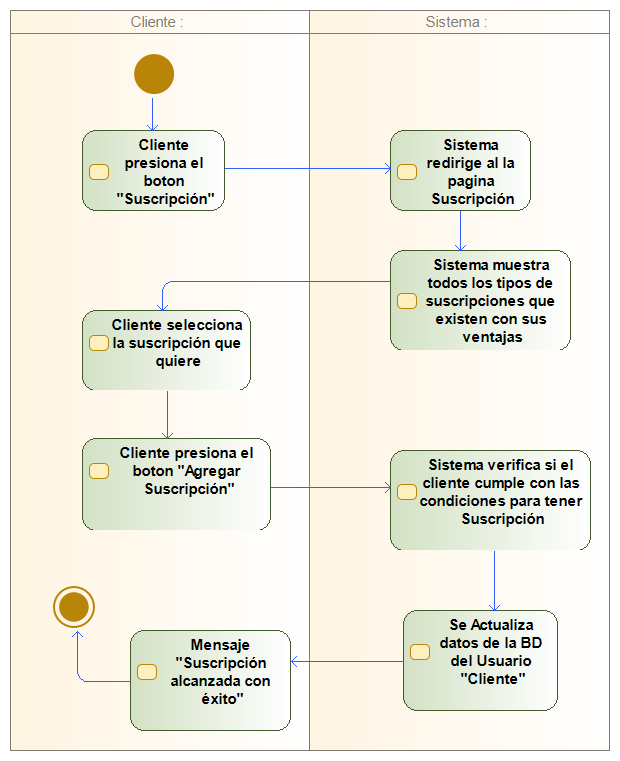 Cliente :
Sistema :
Cliente
presiona el
boton
"Suscripción"
Sistema
redirige al la
pagina
Suscripción
Sistema muestra
todos los tipos de
suscripciones que
existen con sus
ventajas
Cliente selecciona
la suscripción que
quiere
Cliente presiona el
boton "Agregar
Suscripción"
Sistema verifica si el
cliente cumple con las
condiciones para tener
Suscripción
Se Actualiza
datos de la BD
del Usuario
"Cliente"
Mensaje
"Suscripción
alcanzada con
éxito"